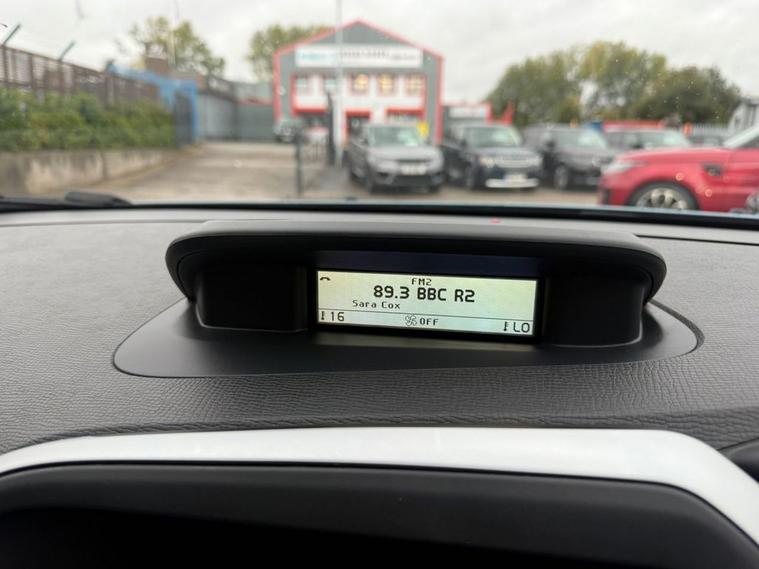 FM2
89.3 BBC R2
Sara Cox
16
OFF
LO